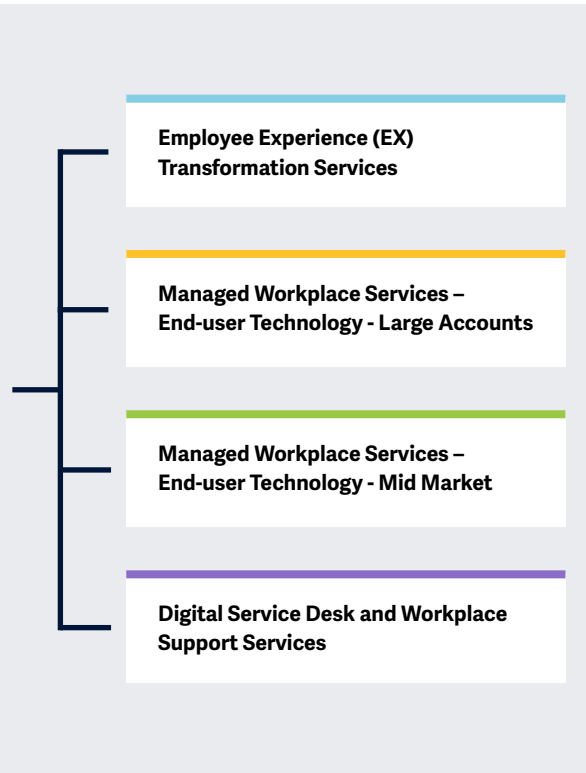 Employee Experience (EX)
Transformation Services
Managed Workplace Services –
End-user Technology - Large Accounts
Managed Workplace Services –
End-user Technology - Mid Market
Digital Service Desk and Workplace
Support Services